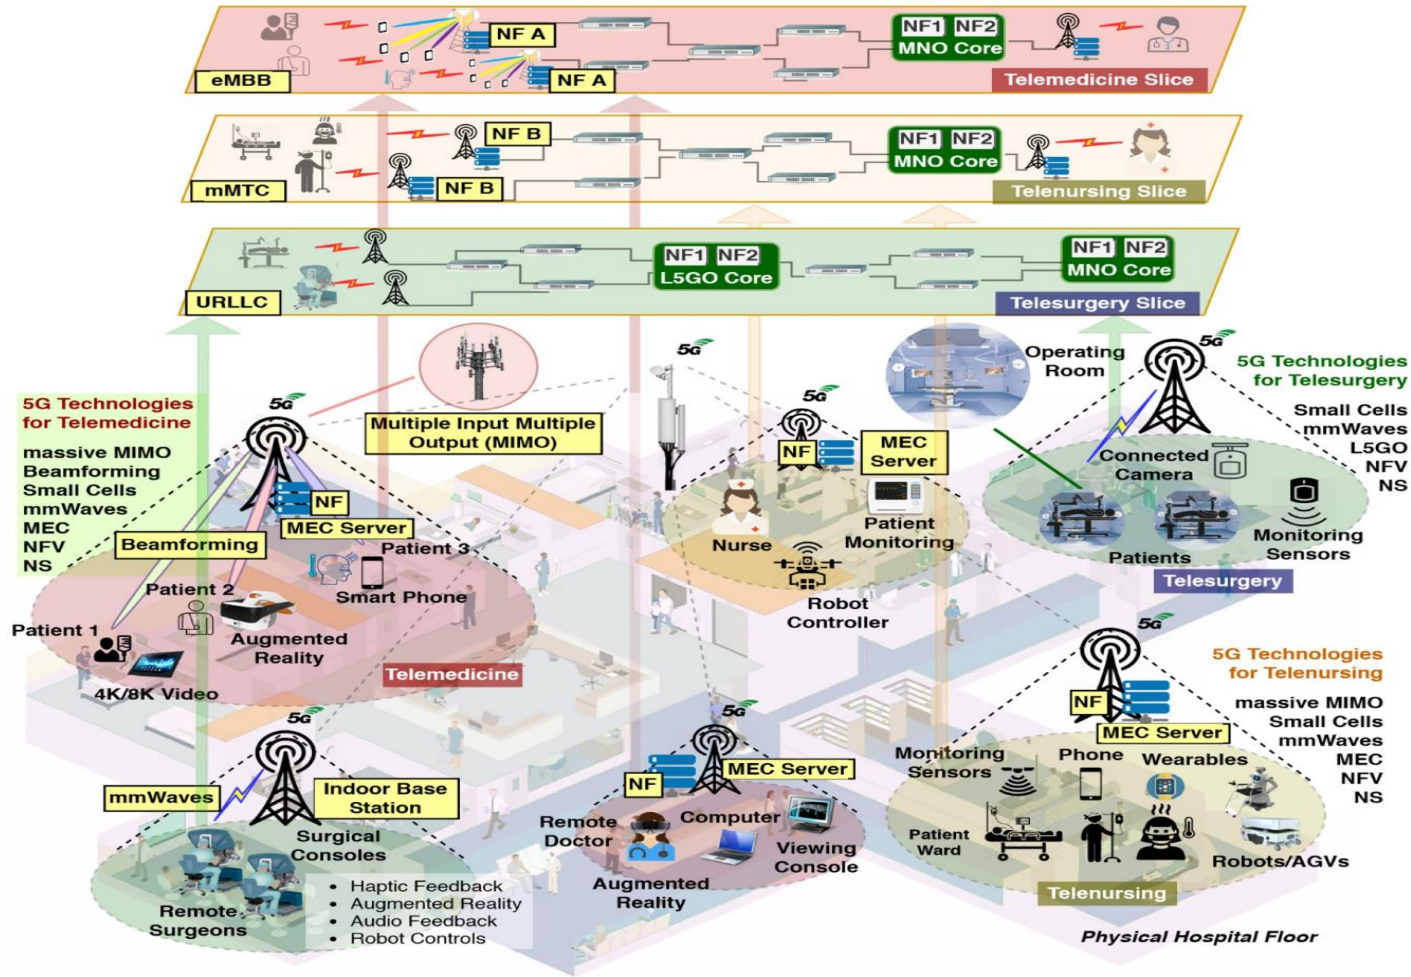 NF A
NF1 NF2
MNO Core
eMBB
NF A
Telemedicine Slice
NF B
NF1 NF2
MNO Core
mMTC
NF B
Telenursing Slice
NF1 NF2
L5GO Core
NF1 NF2
MNO Core
URLLC
Telesurgery Slice
5G Technologies
for Telemedicine
massive MIMO
Beamforming
Small Cells
mmWaves
MEC
NFV
NS
5G
Multiple Input Multiple
Output (MIMO)
5G
5G
NF
MEC
Server
Operating
Room
5G
5G Technologies
for Telesurgery
Small Cells
mmWaves
L5GO
NFV
NS
Connected
Camera
Patients
Monitoring
Sensors
Telesurgery
NF
MEC Server
Beamforming
Patient 3
Smart Phone
Patient 2
Augmented
Reality
Patient 1
4K/8K Video
Telemedicine
Nurse
Patient
Monitoring
Robot
Controller
5G
5G Technologies
for Telenursing
massive MIMO
Small Cells
mmWaves
MEC
NFV
NS
NF
MEC Server
Monitoring
Sensors
Phone
Wearables
Patient
Ward
Robots/AGVs
Telenursing
5G
mmWaves
Indoor Base
Station
Surgical
Consoles
Remote
Surgeons
• Haptic Feedback
• Augmented Reality
• Audio Feedback
• Robot Controls
5G
NF
MEC Server
Remote
Doctor
Computer
Viewing
Console
Augmented
Reality
Physical Hospital Floor